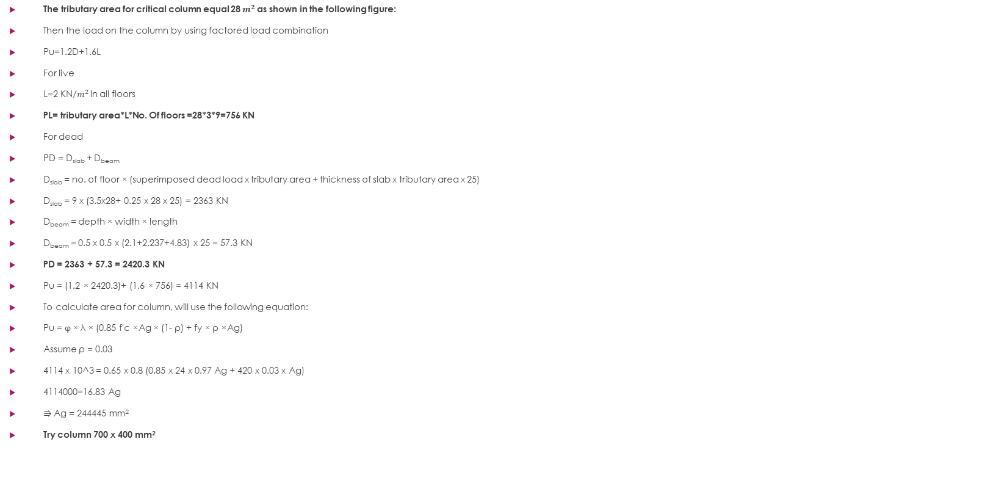 The tributary area for critical column equal 28 m² as shown in the following figure:
Then the load on the column by using factored load combination
Pu=1.2D+1.6L
For live
L=2 KN/m² in all floors
PL= tributary area*L*No. Of floors =28*3*9=756 KN
For dead
PD = Dslab + Dbeam
Dslab = no. of floor × (superimposed dead load x tributary area + thickness of slab x tributary area x 25)
Dslab = 9 x (3.5x28+ 0.25 x 28 x 25) = 2363 KN
Dbeam = depth × width × length
Dbeam = 0.5 x 0.5 x (2.1+2.237+4.83) x 25 = 57.3 KN
PD = 2363 + 57.3 = 2420.3 KN
Pu = (1.2 × 2420.3)+ (1.6 × 756) = 4114 KN
To calculate area for column, will use the following equation:
Pu = φ × λ × (0.85 f'c ×Ag × (1- ρ) + fy × ρ ×Ag)
Assume ρ = 0.03
4114 x 10^3 = 0.65 x 0.8 (0.85 x 24 x 0.97 Ag + 420 x 0.03 x Ag)
4114000=16.83 Ag
⭆ Ag = 244445 mm²
Try column 700 x 400 mm²